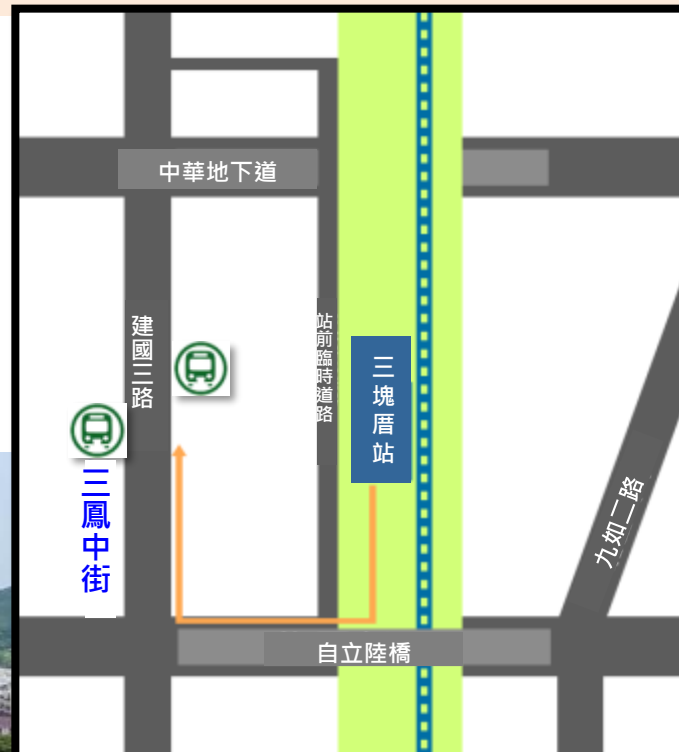 中華地下道
建國三路
站前臨時道路
三塊厝站
三鳳中街
九如二路
自立陸橋